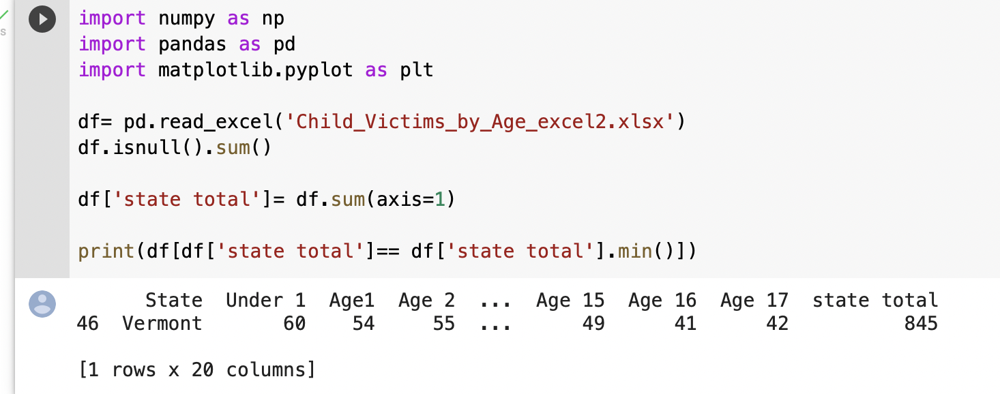 import numpy as np
import pandas as pd
import matplotlib.pyplot as plt
s
df= pd.read_excel('Child_Victims_by_Age_excel2.xlsx')
df.isnull().sum()
df['state total']= df.sum(axis=1)
print(df[df['state total']== df['state total'].min()])
State Under 1 Age1 Age 2 ... Age 15 Age 16 Age 17 state total
46 Vermont 60 54 55 ... 49 41 42 845
[1 rows x 20 columns]